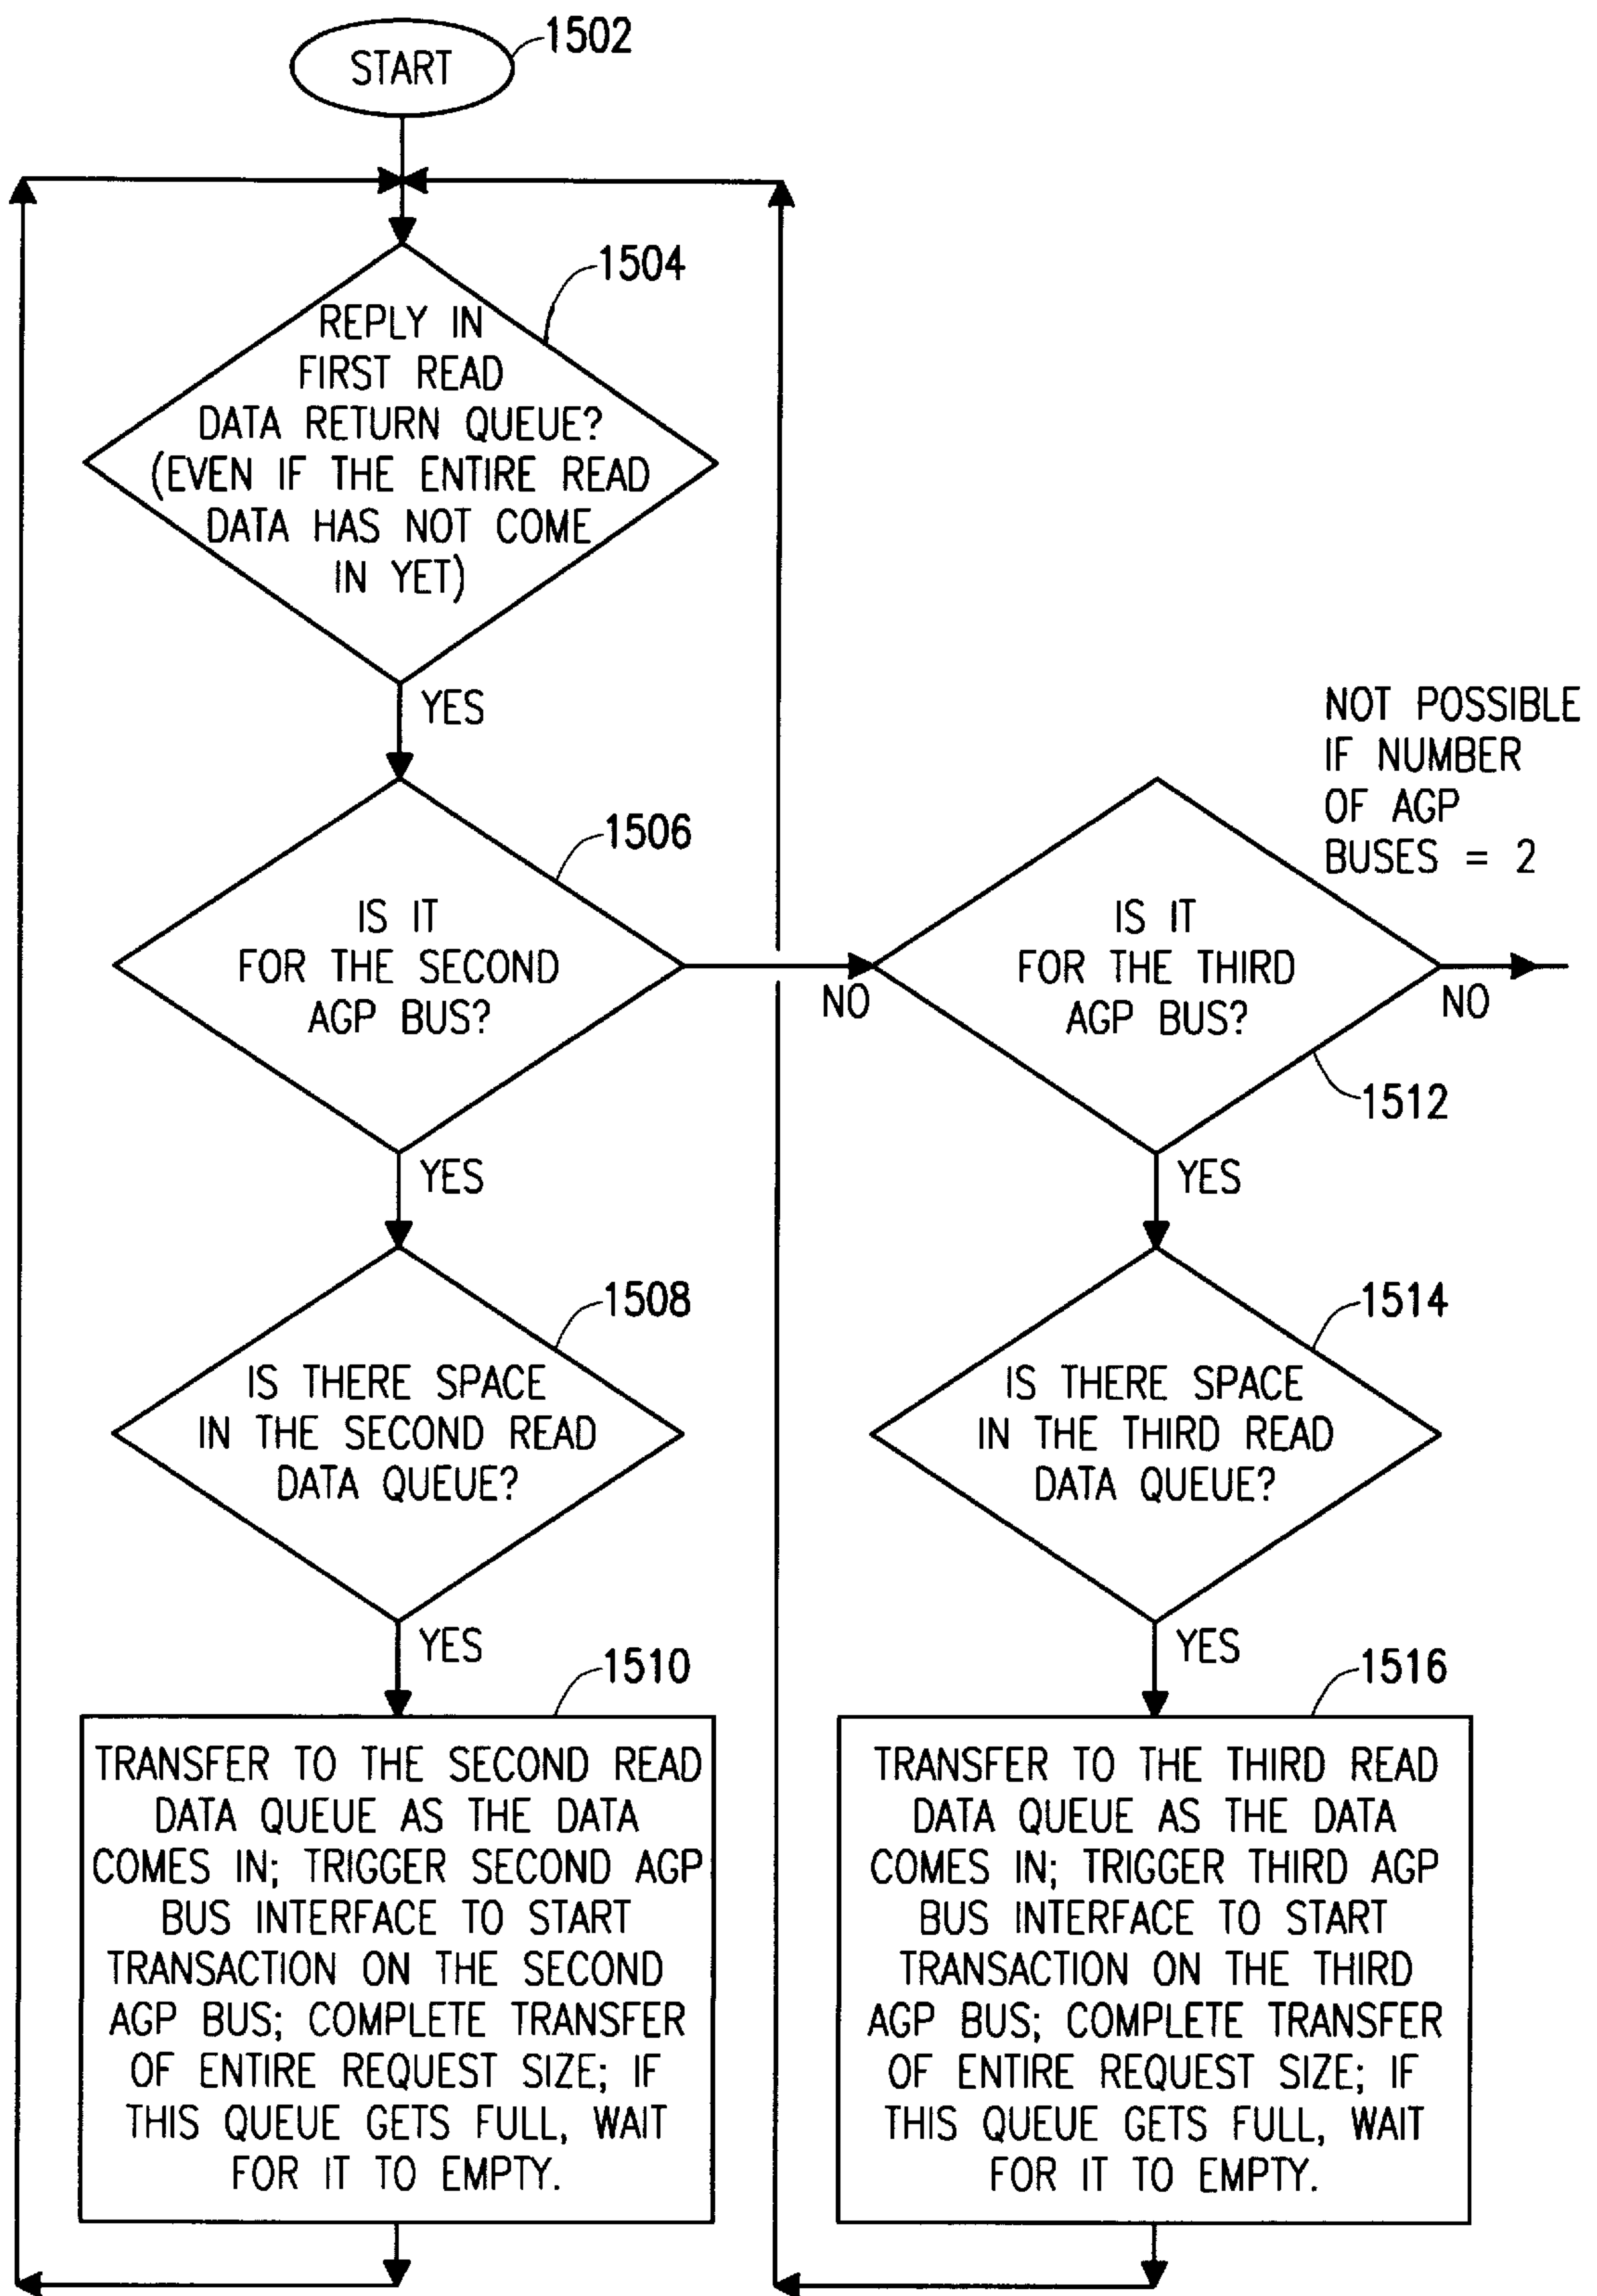 START
1502
1504
REPLY IN
FIRST READ
DATA RETURN QUEUE?
(EVEN IF THE ENTIRE READ
DATA HAS NOT COME
IN YET)
YES
1506
IS IT
FOR THE SECOND
AGP BUS?
NO
YES
NOT POSSIBLE
IF NUMBER
OF AGP
BUSES = 2
IS IT
FOR THE THIRD
AGP BUS?
NO
1512
YES
1508
IS THERE SPACE
IN THE SECOND READ
DATA QUEUE?
YES
1514
IS THERE SPACE
IN THE THIRD READ
DATA QUEUE?
YES
1510
TRANSFER TO THE SECOND READ
DATA QUEUE AS THE DATA
COMES IN; TRIGGER SECOND AGP
BUS INTERFACE TO START
TRANSACTION ON THE SECOND
AGP BUS; COMPLETE TRANSFER
OF ENTIRE REQUEST SIZE; IF
THIS QUEUE GETS FULL, WAIT
FOR IT TO EMPTY.
1516
TRANSFER TO THE THIRD READ
DATA QUEUE AS THE DATA
COMES IN; TRIGGER THIRD AGP
BUS INTERFACE TO START
TRANSACTION ON THE THIRD
AGP BUS; COMPLETE TRANSFER
OF ENTIRE REQUEST SIZE; IF
THIS QUEUE GETS FULL, WAIT
FOR IT TO EMPTY.